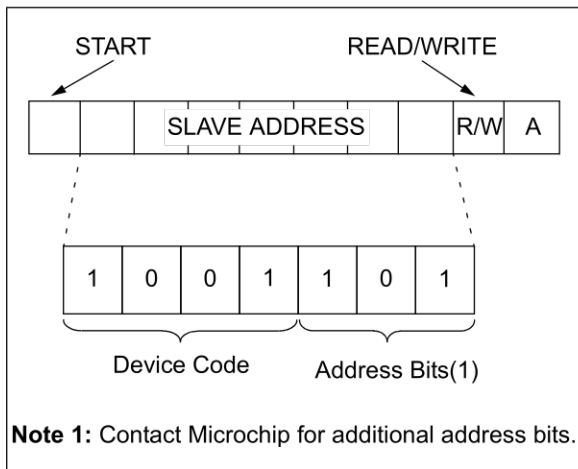 START READ/WRITE
SLAVE ADDRESS R/W A
1 0 0 1 1 0 1
Device Code Address Bits(1)
Note 1: Contact Microchip for additional address bits.